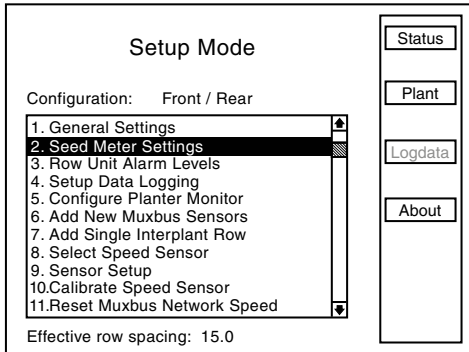 Setup Mode
Configuration: Front / Rear
1. General Settings
2. Seed Meter Settings
3. Row Unit Alarm Levels
4. Setup Data Logging
5. Configure Planter Monitor
6. Add New Muxbus Sensors
7. Add Single Interplant Row
8. Select Speed Sensor
9. Sensor Setup
10.Calibrate Speed Sensor
11.Reset Muxbus Network Speed
Effective row spacing: 15.0
Status
Plant
Logdata
About